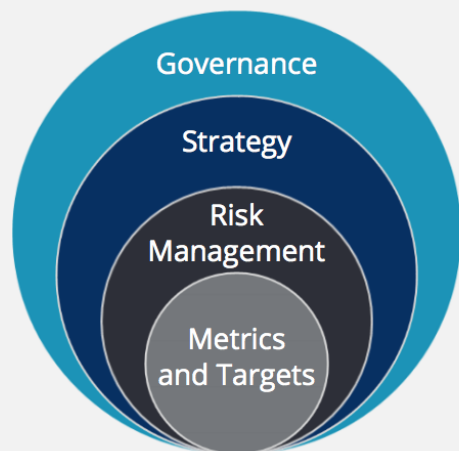 Governance
Strategy
Risk
Management
Metrics
and Targets